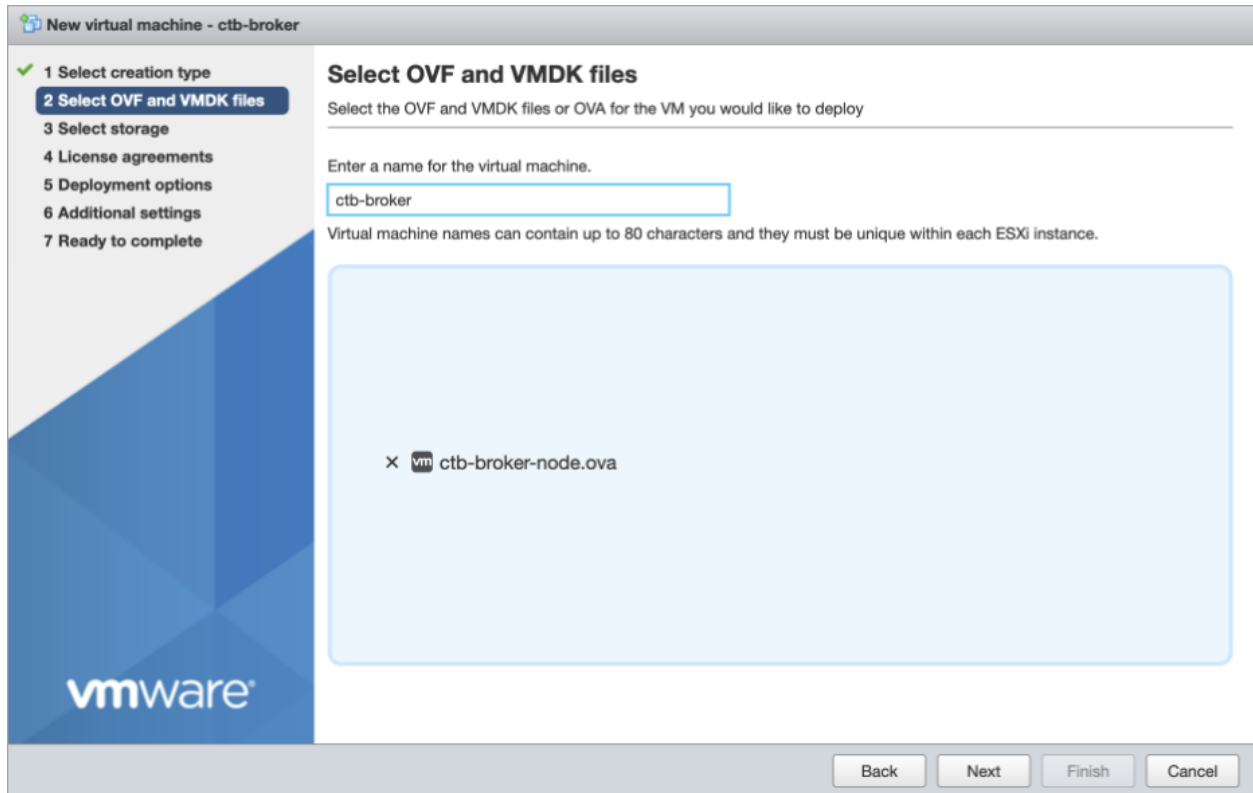 New virtual machine - ctb-broker
1 Select creation type
2 Select OVF and VMDK files
3 Select storage
4 License agreements
5 Deployment options
6 Additional settings
7 Ready to complete
vmware®
Select OVF and VMDK files
Select the OVF and VMDK files or OVA for the VM you would like to deploy
Enter a name for the virtual machine.
ctb-broker
Virtual machine names can contain up to 80 characters and they must be unique within each ESXi instance.
vm ctb-broker-node.ova
Back Next Finish Cancel